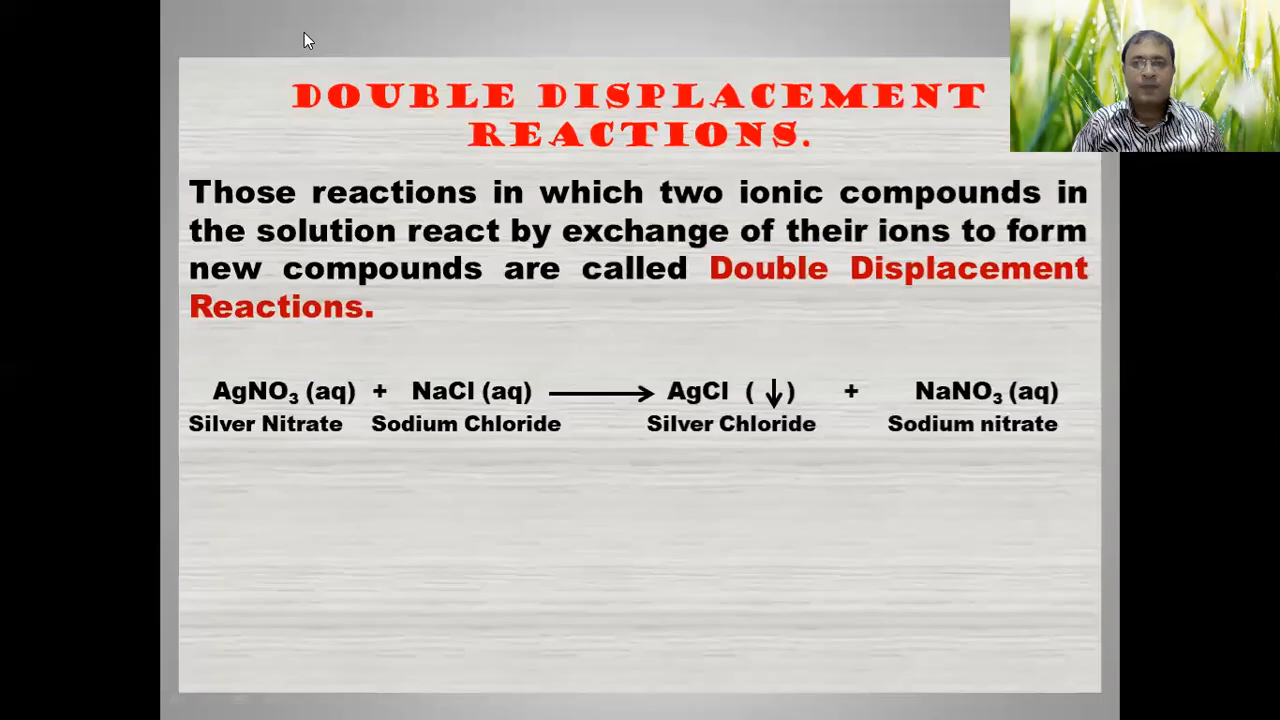 DOUBLE DISPLACEMENT
REACTIONS.
Those reactions in which two ionic compounds in
the solution react by exchange of their ions to form
new compounds are called Double Displacement
Reactions.
AgNO₃ (aq) + NaCl (aq) ⟶ AgCl (↓) + NaNO₃ (aq)
Silver Nitrate Sodium Chloride Silver Chloride Sodium nitrate